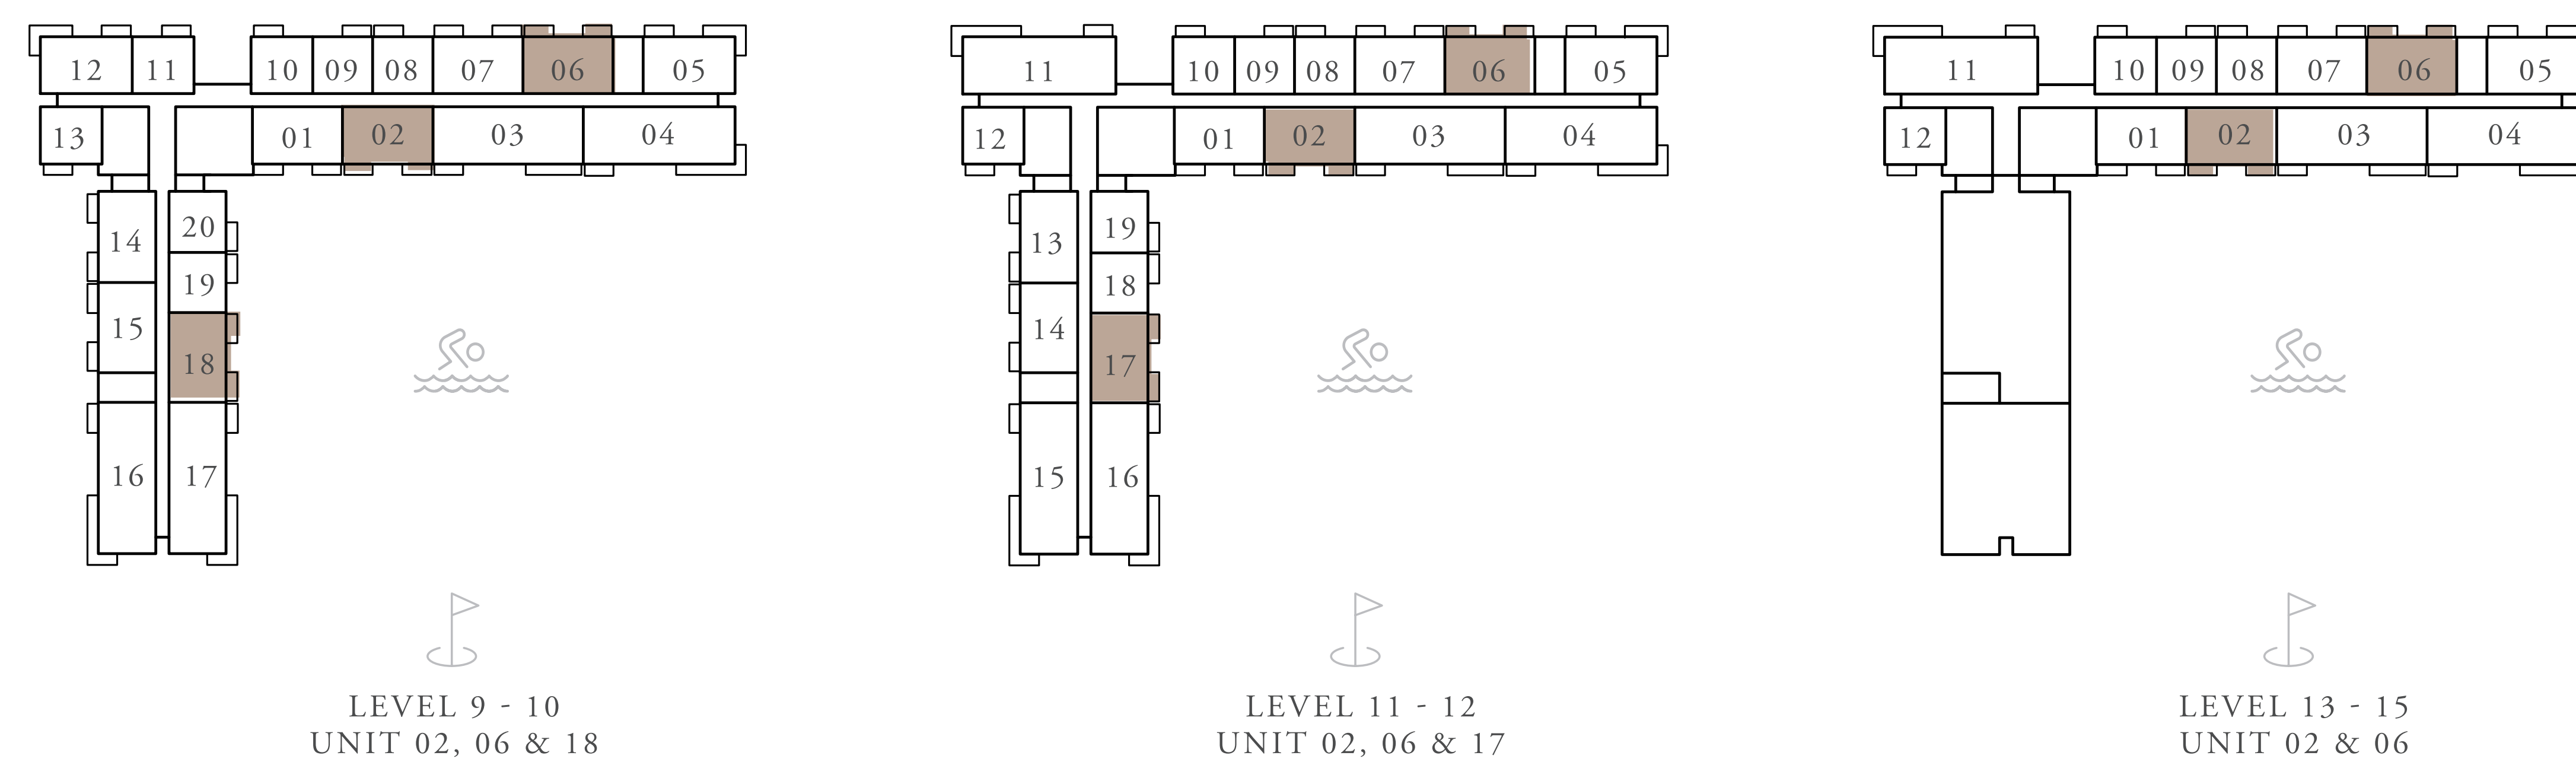 12 11 10 09 08 07 06 05
13 01 02 03 04
14 20
15 19
18
16 17
LEVEL 9 - 10
UNIT 02, 06 & 18
11 10 09 08 07 06 05
12 01 02 03 04
13 19
14 18
17
15 16
LEVEL 11 - 12
UNIT 02, 06 & 17
11 10 09 08 07 06 05
12 01 02 03 04
LEVEL 13 - 15
UNIT 02 & 06